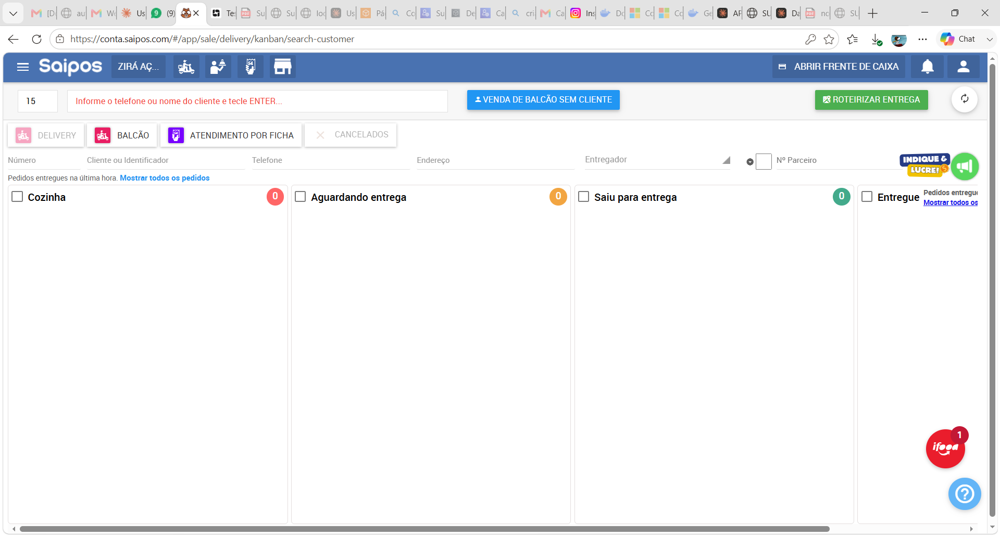 [D
au
We
Us
9 (9)
Tes
Su
Su
loc
Us
Pá
Co
Su
De
Ca
cri
Ca
Ins
Do
Co
Co
Ge
AF
SU
Da
nc
SU
https://conta.saipos.com/#/app/sale/delivery/kanban/search-customer
Chat
Saipos
ZIRÁ AÇ...
54
ABRIR FRENTE DE CAIXA
15
Informe o telefone ou nome do cliente e tecle ENTER...
VENDA DE BALCÃO SEM CLIENTE
ROTEIRIZAR ENTREGA
DELIVERY
BALCÃO
ATENDIMENTO POR FICHA
CANCELADOS
Número
Cliente ou Identificador
Telefone
Endereço
Entregador
Nº Parceiro
INDIQUE &
LUCRE!
Pedidos entregues na última hora. Mostrar todos os pedidos
Cozinha
0
Aguardando entrega
0
Saiu para entrega
0
Entregue
Pedidos entregue
Mostrar todos os
1
ifood